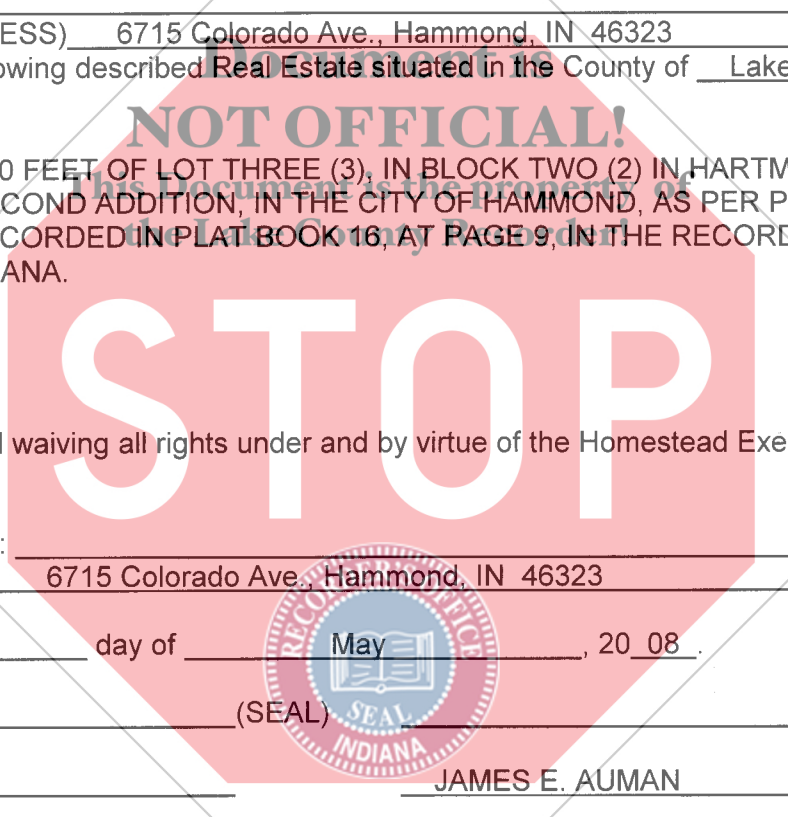 ESS) 6715 Colorado Ave., Hammond, IN 46323
Document is
owing described Real Estate situated in the County of Lake
NOT OFFICIAL!
0 FEET OF LOT THREE (3), IN BLOCK TWO (2) IN HARTM
This Document is the property of
COND ADDITION, IN THE CITY OF HAMMOND, AS PER P
the Lake County Recorder!
CORDED IN PLAT BOOK 16, AT PAGE 9, IN THE RECORD
ANA.
STOP
waiving all rights under and by virtue of the Homestead Exe
:
6715 Colorado Ave., Hammond, IN 46323
RECORDER'S OFFICE
day of May, 20 08.
(SEAL)
SEAL
INDIANA
JAMES E. AUMAN